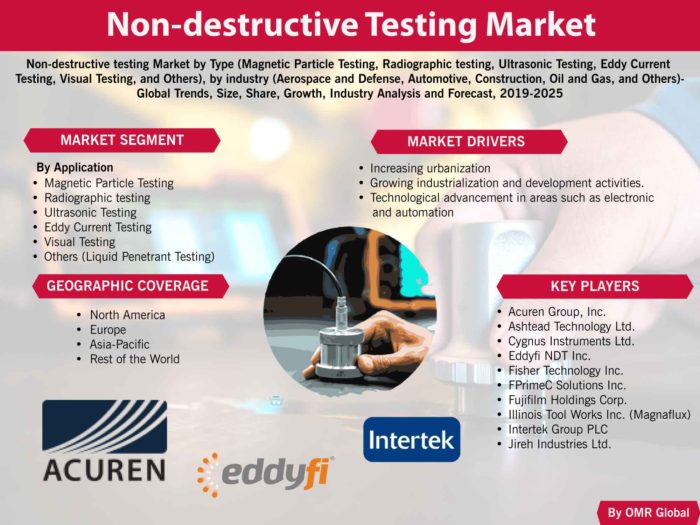 Non-destructive Testing Market
Non-destructive testing Market by Type (Magnetic Particle Testing, Radiographic testing, Ultrasonic Testing, Eddy Current
Testing, Visual Testing, and Others), by industry (Aerospace and Defense, Automotive, Construction, Oil and Gas, and Others)-
Global Trends, Size, Share, Growth, Industry Analysis and Forecast, 2019-2025
MARKET SEGMENT
By Application
• Magnetic Particle Testing
• Radiographic testing
• Ultrasonic Testing
• Eddy Current Testing
• Visual Testing
• Others (Liquid Penetrant Testing)
MARKET DRIVERS
• Increasing urbanization
• Growing industrialization and development activities.
• Technological advancement in areas such as electronic
and automation
GEOGRAPHIC COVERAGE
• North America
• Europe
• Asia-Pacific
• Rest of the World
KEY PLAYERS
• Acuren Group, Inc.
• Ashtead Technology Ltd.
• Cygnus Instruments Ltd.
• Eddyfi NDT Inc.
• Fisher Technology Inc.
• FPrimeC Solutions Inc.
• Fujifilm Holdings Corp.
• Illinois Tool Works Inc. (Magnaflux)
• Intertek Group PLC
• Jireh Industries Ltd.
ACUREN
eddyfi®
Intertek
By OMR Global